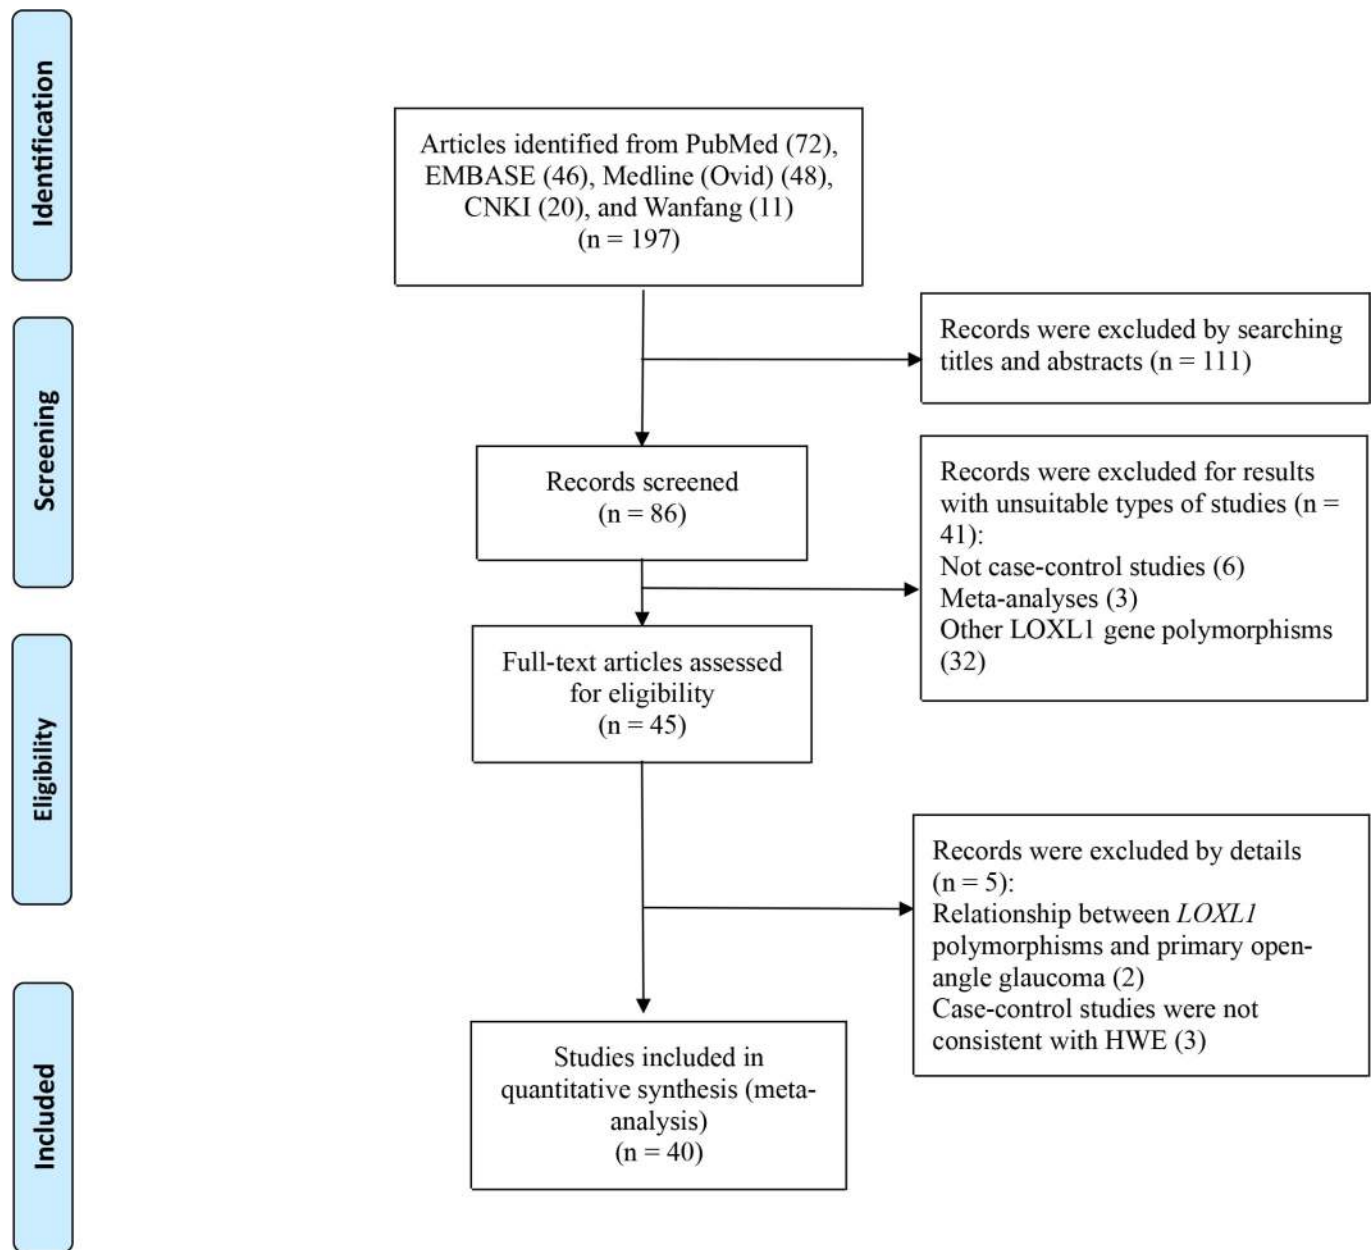 Identification
Articles identified from PubMed (72),
EMBASE (46), Medline (Ovid) (48),
CNKI (20), and Wanfang (11)
(n = 197)
Records were excluded by searching
titles and abstracts (n = 111)
Screening
Records screened
(n = 86)
Records were excluded for results
with unsuitable types of studies (n =
41):
Not case-control studies (6)
Meta-analyses (3)
Other LOXL1 gene polymorphisms
(32)
Eligibility
Full-text articles assessed
for eligibility
(n = 45)
Records were excluded by details
(n = 5):
Relationship between LOXL1
polymorphisms and primary open-
angle glaucoma (2)
Case-control studies were not
consistent with HWE (3)
Included
Studies included in
quantitative synthesis (meta-
analysis)
(n = 40)